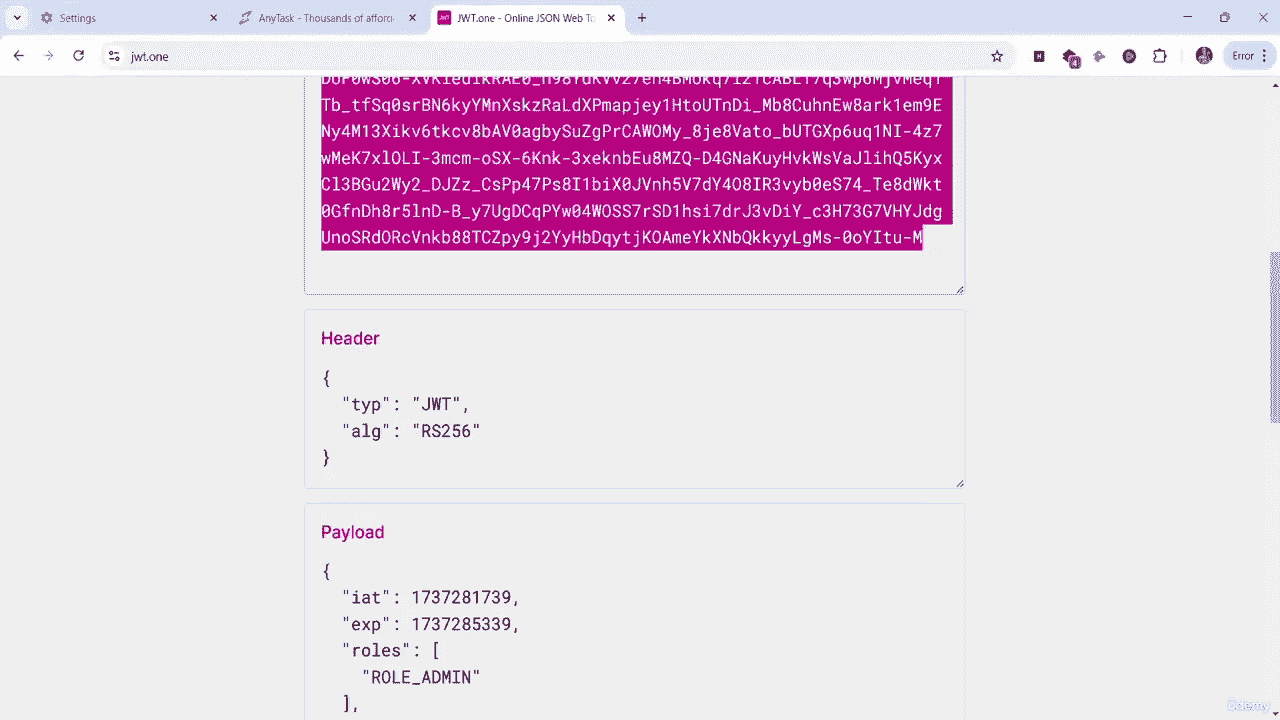 Settings
AnyTask - Thousands of afford
JWT.one - Online JSON Web To
jwt.one
Error
Tb_tfSq0srBN6kyYMnXskzRaLdXPmapjey1HtoUTnDi_Mb8CuhnEw8ark1em9E
Ny4M13Xikv6tkcv8bAV0agbySuZgPrCAWOMy_8je8Vato_bUTGXp6uq1NI-4z7
wMeK7xlOLI-3mcm-oSX-6Knk-3xeknbEu8MZQ-D4GNaKuyHvkWsVaJlihQ5Kyx
Cl3BGu2Wy2_DJZz_CsPp47Ps8I1biX0JVnh5V7dY4O8IR3vyb0eS74_Te8dWkt
0GfnDh8r5lnD-B_y7UgDCqPYw04WOSS7rSD1hsi7drJ3vDiY_c3H73G7VHYJdg
UnoSRdORcVnkb88TCZpy9j2YyHbDqytjKOAmeYkXNbQkkyyLgMs-0oYItu-M
Header
{
"typ": "JWT",
"alg": "RS256"
}
Payload
{
"iat": 1737281739,
"exp": 1737285339,
"roles": [
"ROLE_ADMIN"
],
Udemy